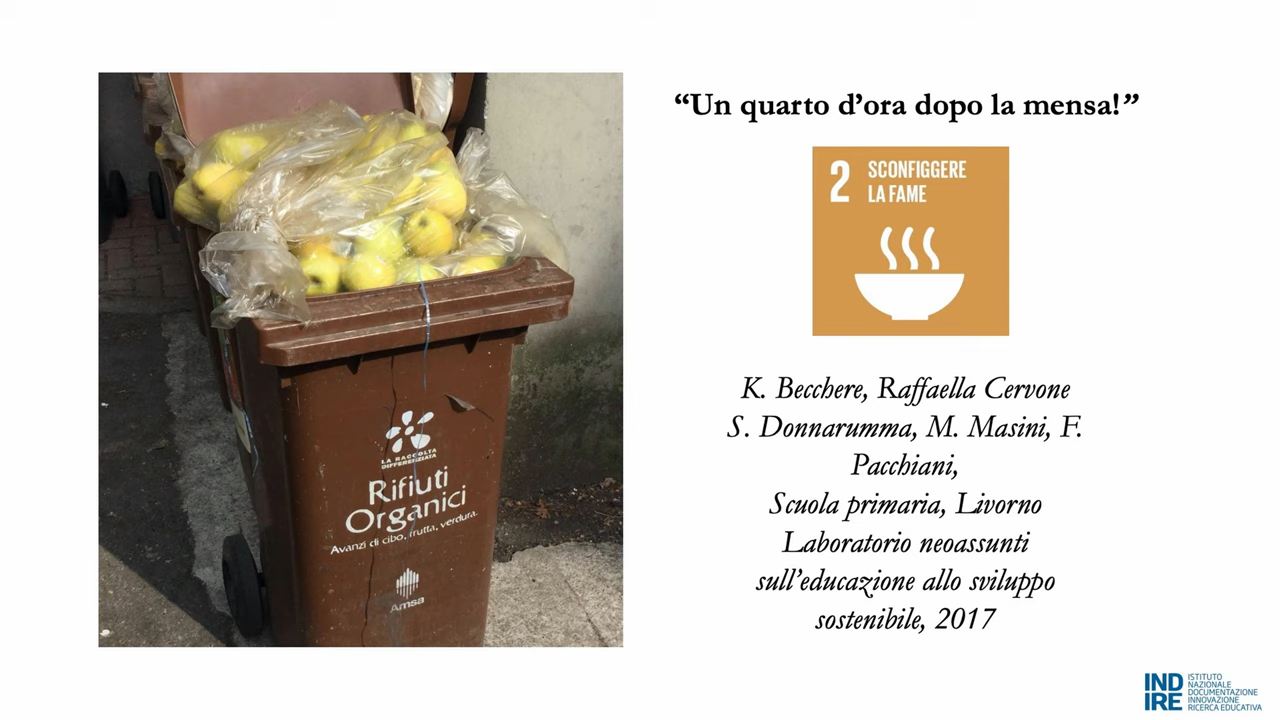 “Un quarto d’ora dopo la mensa!”
2 SCONFIGGERE
LA FAME
K. Becchere, Raffaella Cervone
S. Donnarumma, M. Masini, F.
Pacchiani,
Scuola primaria, Livorno
Laboratorio neoassunti
sull’educazione allo sviluppo
sostenibile, 2017
LA RACCOLTA
DIFFERENZIATA
Rifiuti
Organici
Avanzi di cibo, frutta, verdura.
Amsa
IND
IRE
ISTITUTO
NAZIONALE
DOCUMENTAZIONE
INNOVAZIONE
RICERCA EDUCATIVA